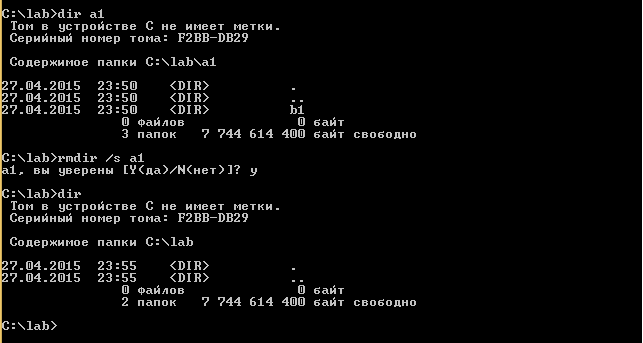 C:\lab>dir a1
Том в устройстве C не имеет метки.
Серийный номер тома: F2BB-DB29
Содержимое папки C:\lab\a1
27.04.2015  23:50    <DIR>          .
27.04.2015  23:50    <DIR>          ..
27.04.2015  23:50    <DIR>          b1
0 файлов              0 байт
3 папок   7 744 614 400 байт свободно
C:\lab>rmdir /s a1
a1, вы уверены [Y(да)/N(нет)]? y
C:\lab>dir
Том в устройстве C не имеет метки.
Серийный номер тома: F2BB-DB29
Содержимое папки C:\lab
27.04.2015  23:55    <DIR>          .
27.04.2015  23:55    <DIR>          ..
0 файлов              0 байт
2 папок   7 744 614 400 байт свободно
C:\lab>